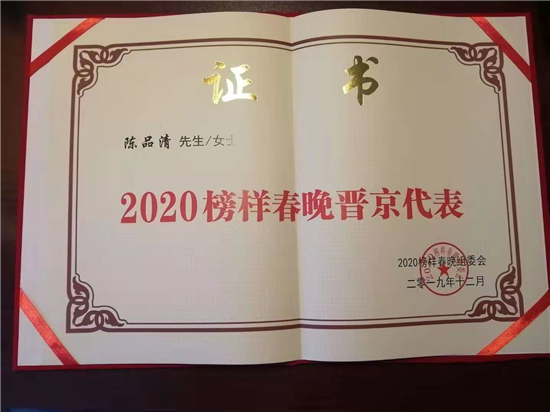 证 书
陈品清 先生/女士
2020榜样春晚晋京代表
2020榜样春晚组委会
二零一九年十二月